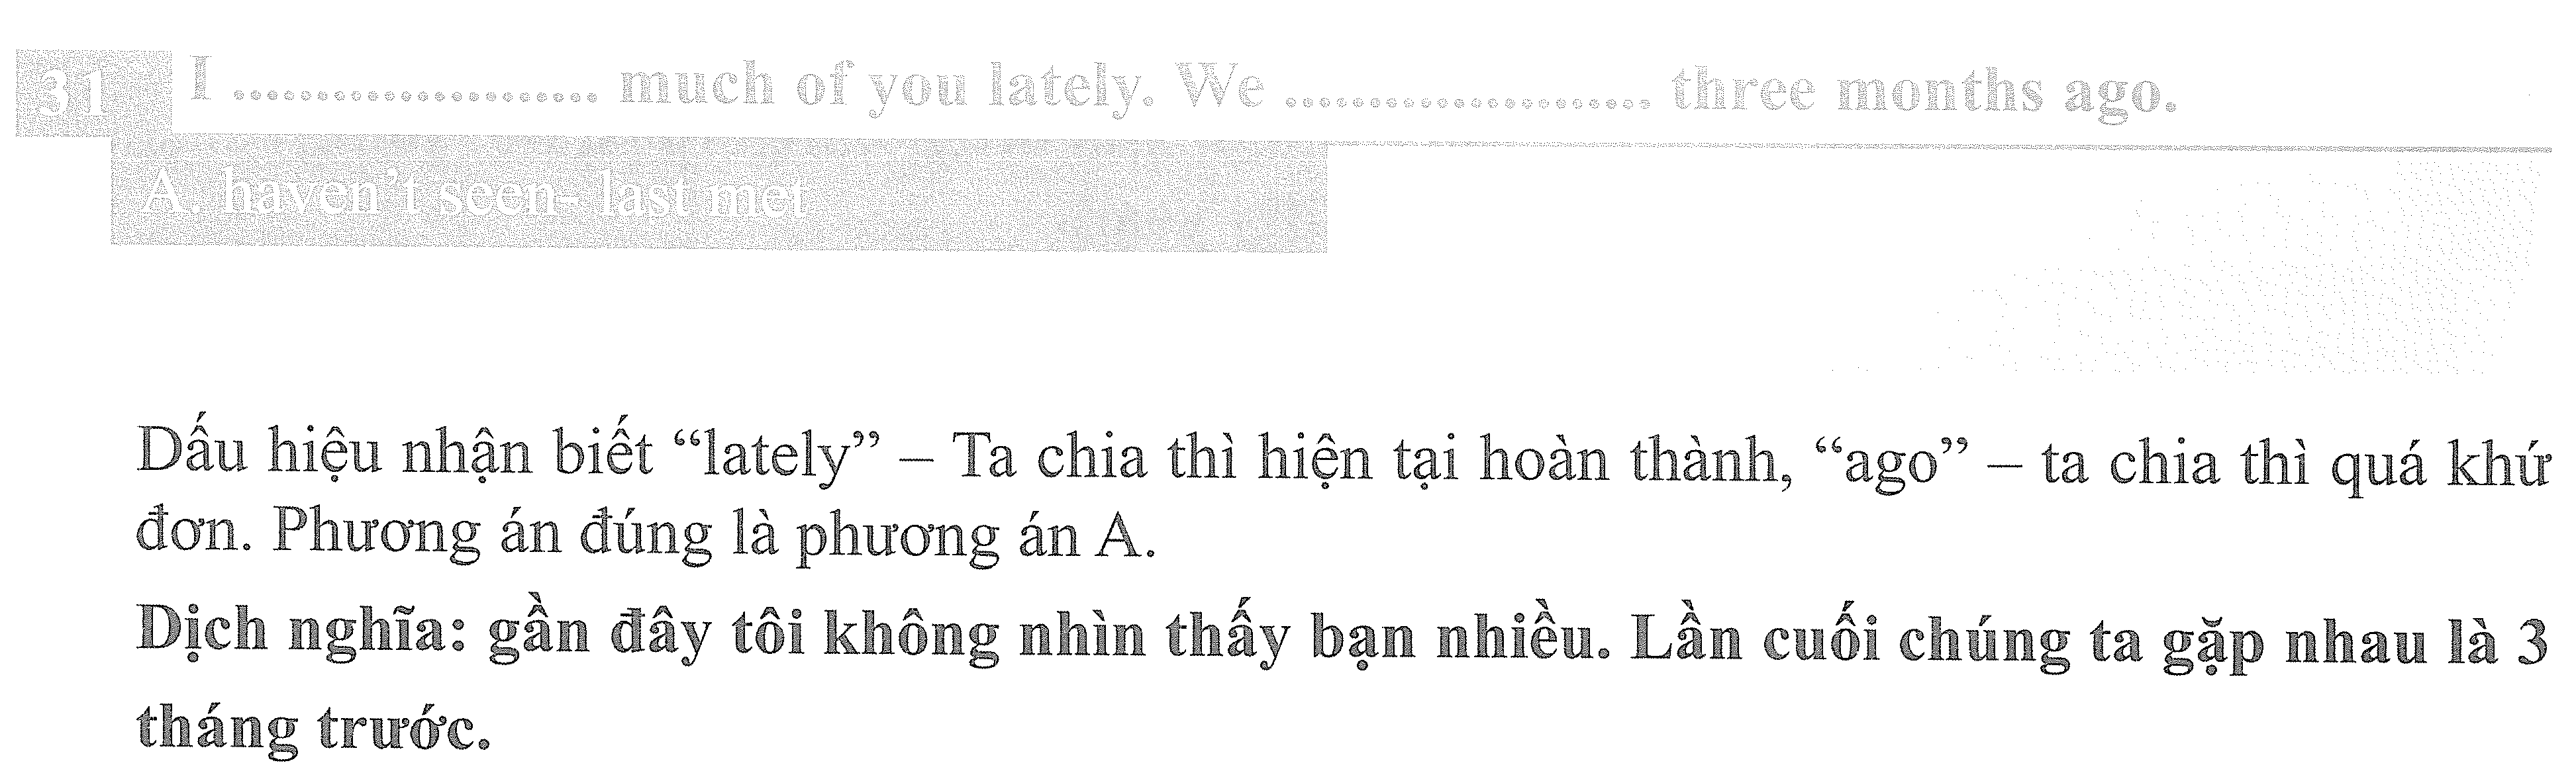 31 I ...................... much of you lately. We ...................... three months ago.
A. haven't seen- last met
Dấu hiệu nhận biết “lately” – Ta chia thì hiện tại hoàn thành, “ago” – ta chia thì quá khứ
đơn. Phương án đúng là phương án A.
Dịch nghĩa: gần đây tôi không nhìn thấy bạn nhiều. Lần cuối chúng ta gặp nhau là 3
tháng trước.